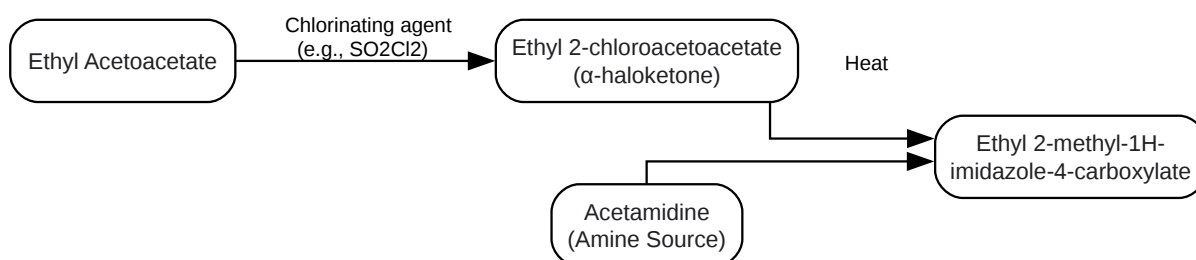 Ethyl Acetoacetate
Chlorinating agent
(e.g., SO2Cl2)
Ethyl 2-chloroacetoacetate
(α-haloketone)
Heat
Acetamidine
(Amine Source)
Ethyl 2-methyl-1H-
imidazole-4-carboxylate